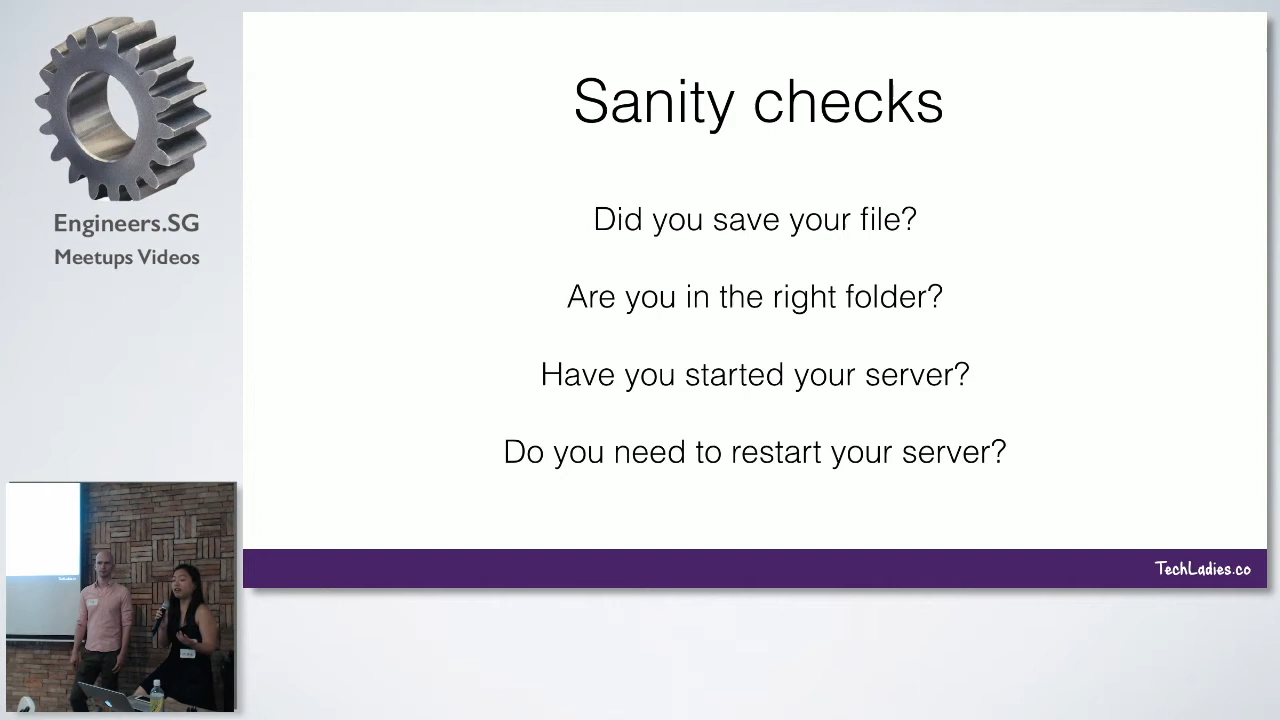 Engineers.SG
Meetups Videos
Sanity checks
Did you save your file?
Are you in the right folder?
Have you started your server?
Do you need to restart your server?
TechLadies.co